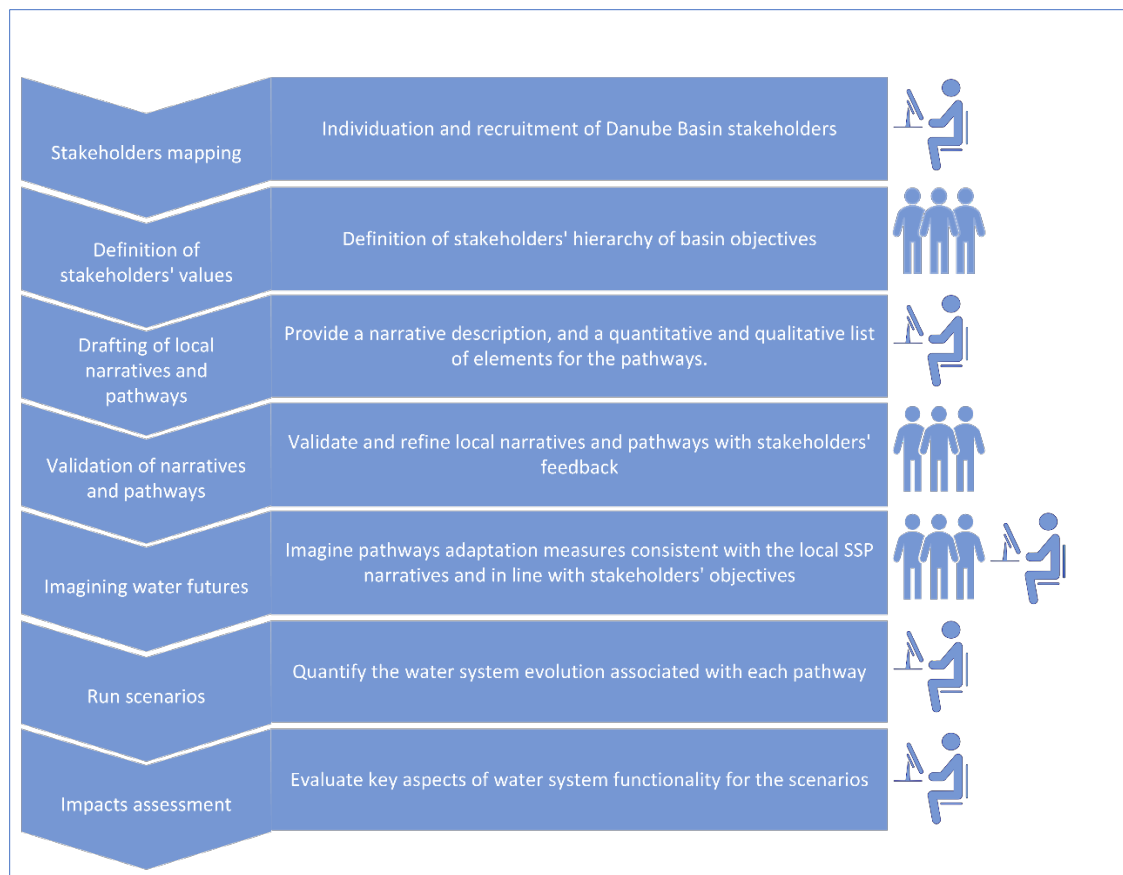 Stakeholders mapping
Individuation and recruitment of Danube Basin stakeholders
Definition of
stakeholders' values
Definition of stakeholders' hierarchy of basin objectives
Drafting of local
narratives and
pathways
Provide a narrative description, and a quantitative and qualitative list
of elements for the pathways.
Validation of narratives
and pathways
Validate and refine local narratives and pathways with stakeholders'
feedback
Imagining water futures
Imagine pathways adaptation measures consistent with the local SSP
narratives and in line with stakeholders' objectives
Run scenarios
Quantify the water system evolution associated with each pathway
Impacts assessment
Evaluate key aspects of water system functionality for the scenarios